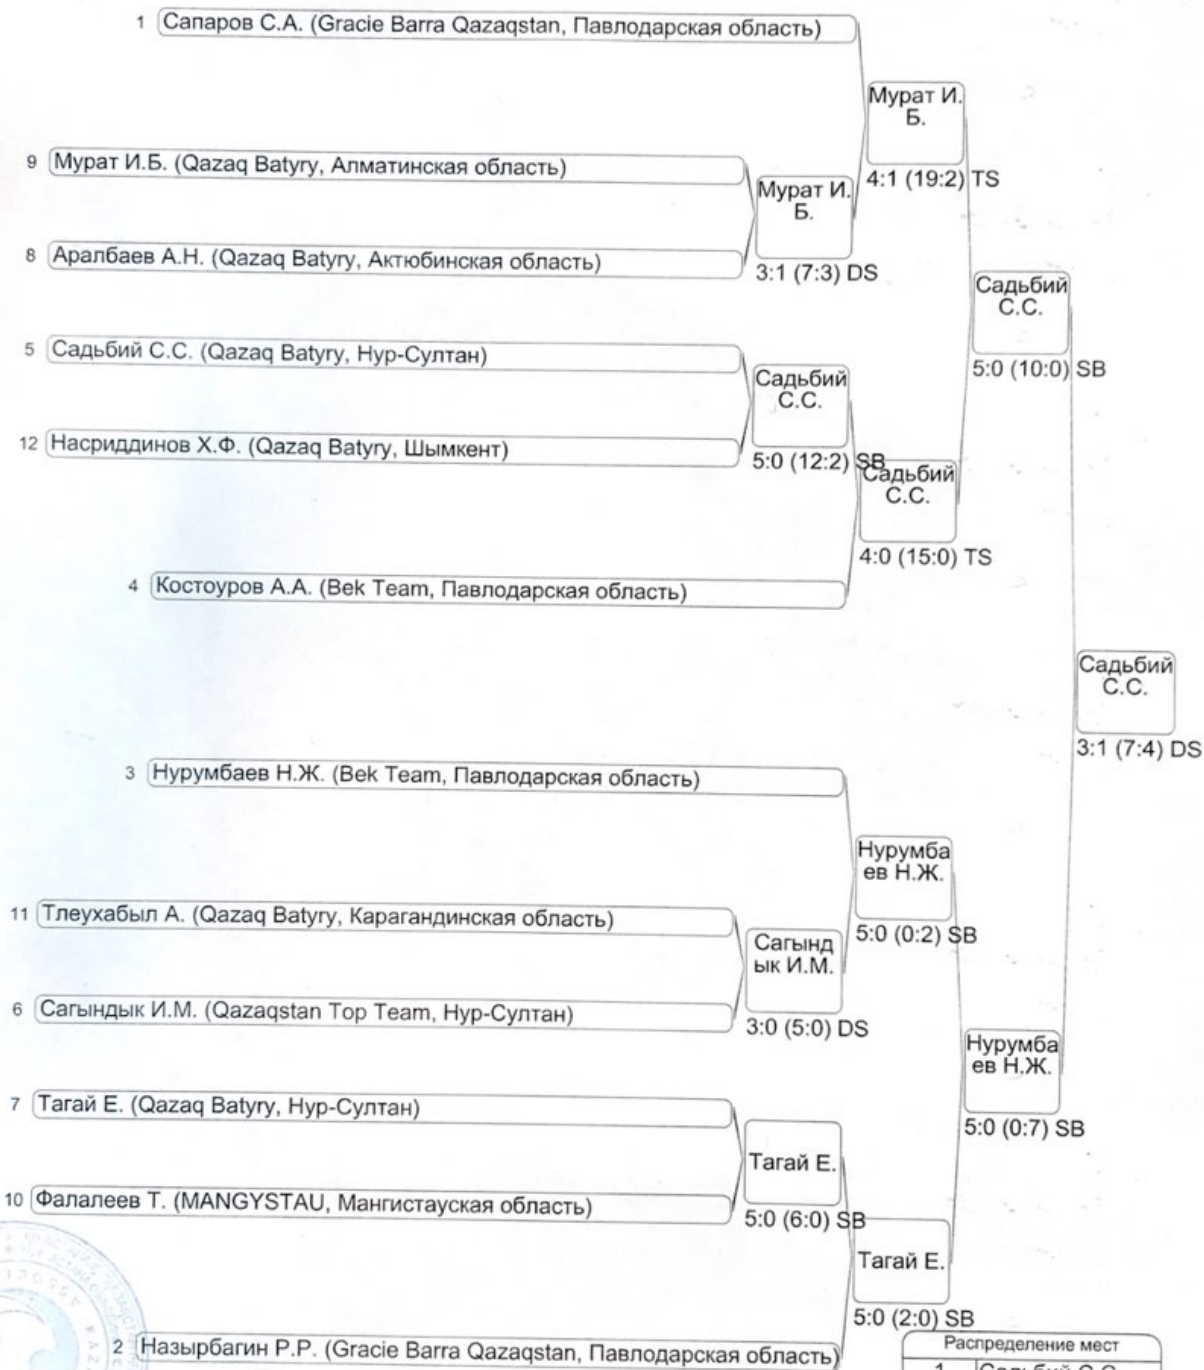 1 Сапаров С.А. (Gracie Barra Qazaqstan, Павлодарская область)
Мурат И.
Б.
4:1 (19:2) TS
9 Мурат И.Б. (Qazaq Batyry, Алматинская область)
Мурат И.
Б.
3:1 (7:3) DS
8 Аралбаев А.Н. (Qazaq Batyry, Актюбинская область)
Садьбий
С.С.
5:0 (10:0) SB
5 Садьбий С.С. (Qazaq Batyry, Нур-Султан)
Садьбий
С.С.
5:0 (12:2) SB
12 Насриддинов Х.Ф. (Qazaq Batyry, Шымкент)
Садьбий
С.С.
4:0 (15:0) TS
4 Костоуров А.А. (Bek Team, Павлодарская область)
Садьбий
С.С.
3:1 (7:4) DS
3 Нурумбаев Н.Ж. (Bek Team, Павлодарская область)
Нурумба
ев Н.Ж.
5:0 (0:2) SB
11 Тлеухабыл А. (Qazaq Batyry, Карагандинская область)
Сагынд
ык И.М.
3:0 (5:0) DS
6 Сагындык И.М. (Qazaqstan Top Team, Нур-Султан)
Нурумба
ев Н.Ж.
5:0 (0:7) SB
7 Тагай Е. (Qazaq Batyry, Нур-Султан)
Тагай Е.
5:0 (6:0) SB
10 Фалалеев Т. (MANGYSTAU, Мангистауская область)
Тагай Е.
5:0 (2:0) SB
2 Назырбагин Р.Р. (Gracie Barra Qazaqstan, Павлодарская область)
Распределение мест
1 Садьбий С.С.